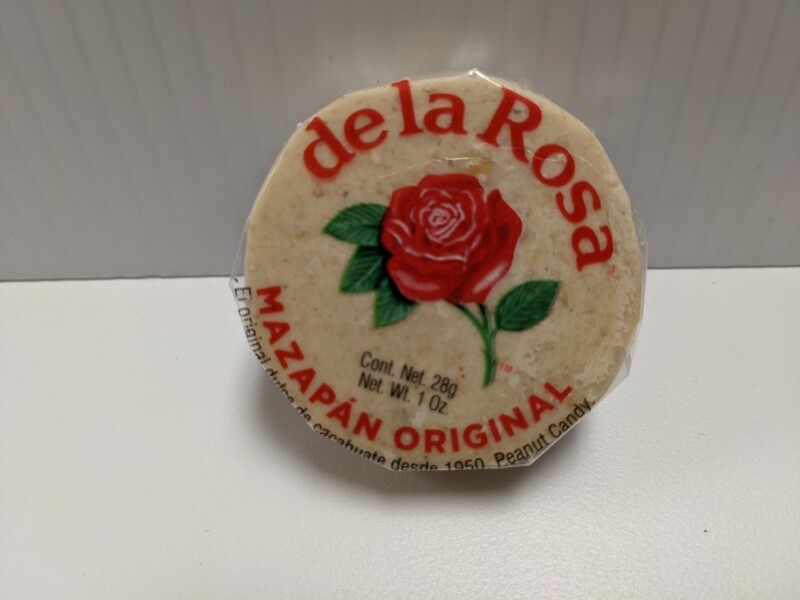 de la Rosa
™
Cont. Net. 28g
Net. Wt. 1 Oz.
MAZAPÁN ORIGINAL
El original dulce de cacahuate desde 1950. Peanut Candy.